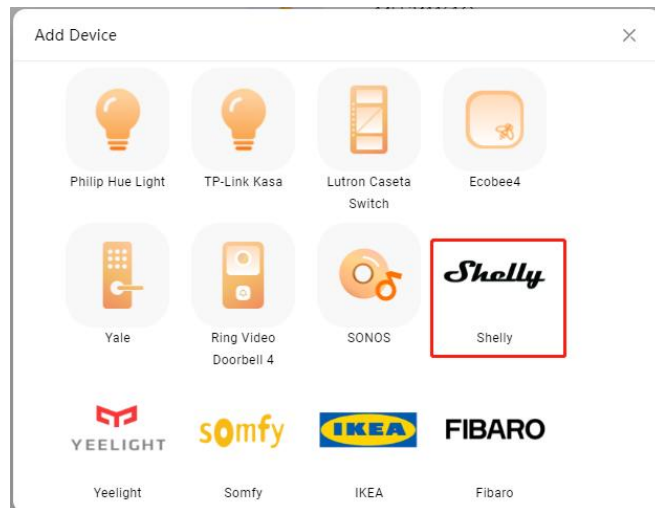 Add Device
Philip Hue Light
TP-Link Kasa
Lutron Caseta
Switch
Ecobee4
Yale
Ring Video
Doorbell 4
SONOS
Shelly
Shelly
YEELIGHT
somfy
IKEA
FIBARO
Yeelight
Somfy
IKEA
Fibaro